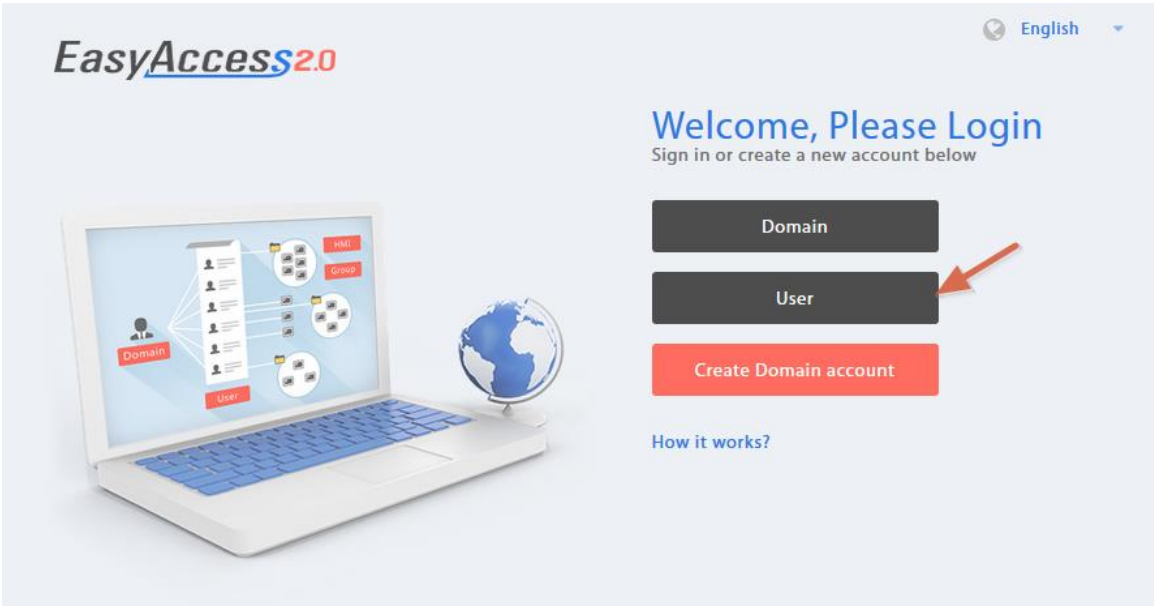 English
EasyAccess2.0
Welcome, Please Login
Sign in or create a new account below
Domain
User
Create Domain account
How it works?
HMI
Group
Domain
User